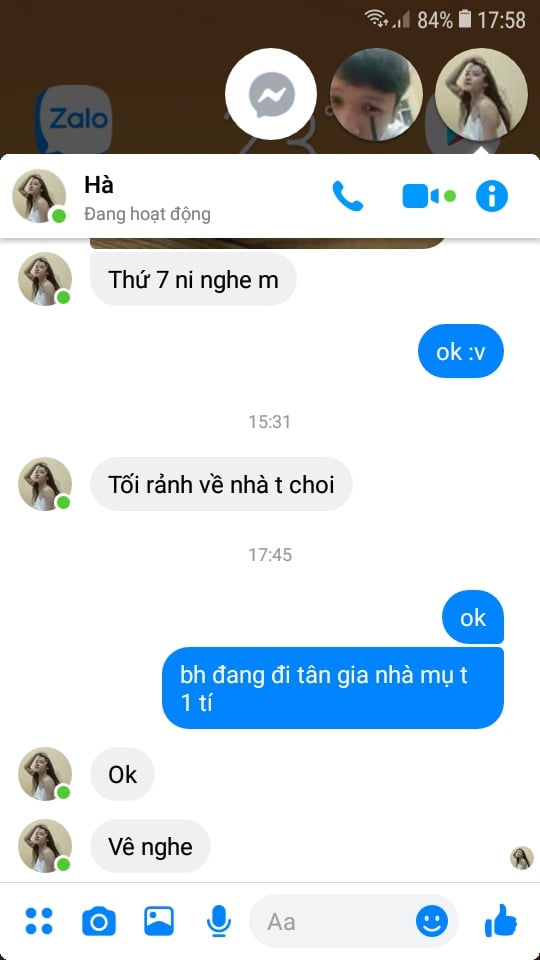 84% 17:58
Zalo
23°
Hà
Đang hoạt động
Thứ 7 ni nghe m
ok :v
15:31
Tối rảnh về nhà t choi
17:45
ok
bh đang đi tân gia nhà mụ t
1 tí
Ok
Vê nghe
Aa